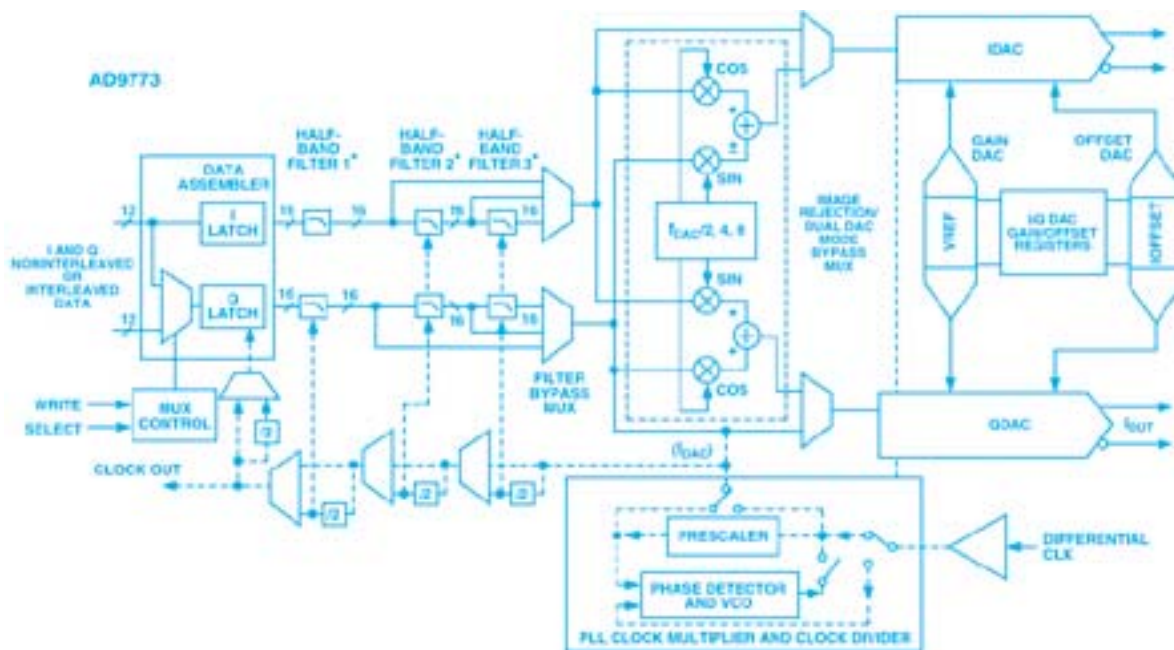 AD9773
HALF-
BAND
FILTER 1*
HALF-
BAND
FILTER 2*
HALF-
BAND
FILTER 3*
DATA
ASSEMBLER
12
I
LATCH
16
16
16
16
I AND Q
NONINTERLEAVED
OR
INTERLEAVED
DATA
12
Q
LATCH
16
16
16
16
WRITE
SELECT
MUX
CONTROL
/2
CLOCK OUT
/2
/2
/2
FILTER
BYPASS
MUX
COS
±
±
SIN
fDAC/2, 4, 8
SIN
COS
(fDAC)
IMAGE
REJECTION/
DUAL DAC
MODE
BYPASS
MUX
IDAC
GAIN
DAC
OFFSET
DAC
VREF
I/Q DAC
GAIN/OFFSET
REGISTERS
IOFFSET
QDAC
IOUT
PRESCALER
PHASE DETECTOR
AND VCO
DIFFERENTIAL
CLK
PLL CLOCK MULTIPLIER AND CLOCK DIVIDER